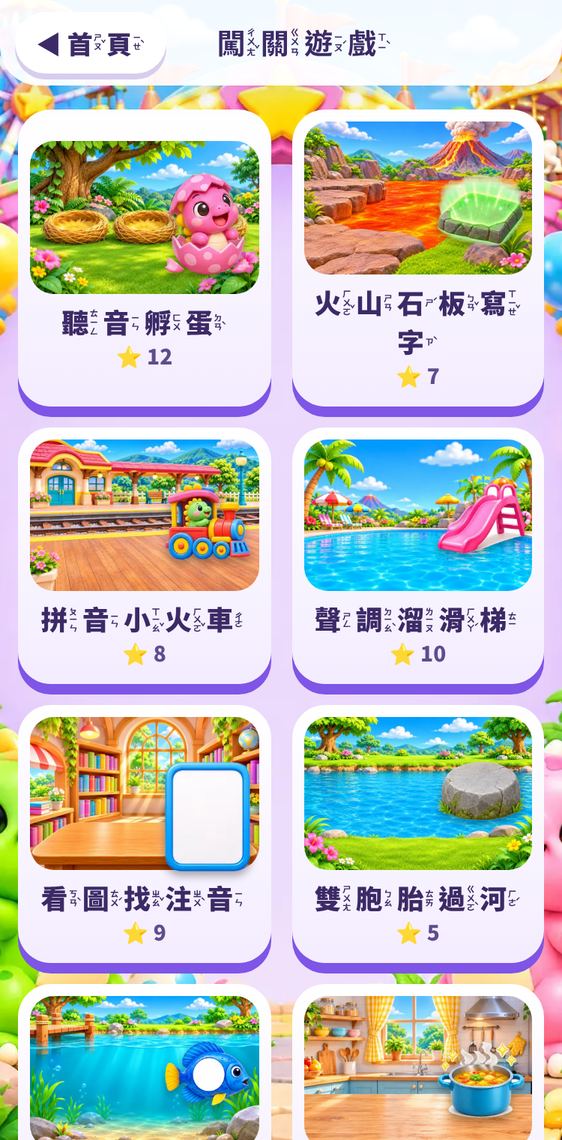 ◀ 首頁
闖關遊戲
聽音孵蛋
⭐ 12
火山石板寫
字
⭐ 7
拼音小火車
⭐ 8
聲調溜滑梯
⭐ 10
看圖找注音
⭐ 9
雙胞胎過河
⭐ 5